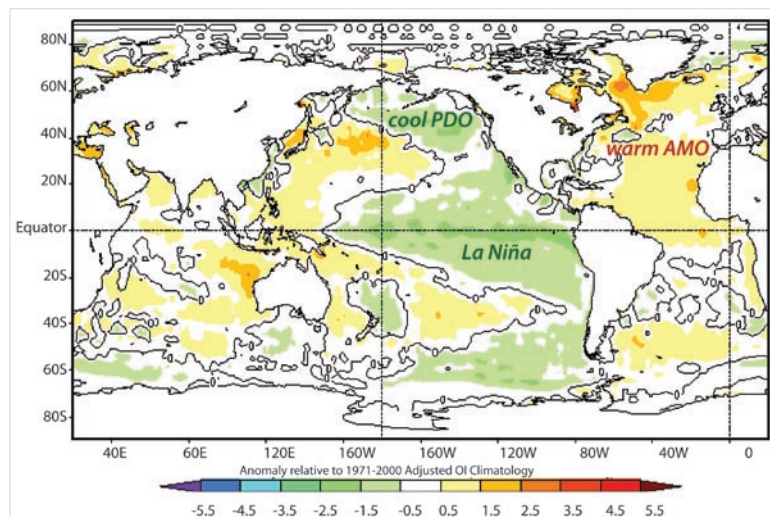 80N
60N
cool PDO
40N
warm AMO
20N
Equator
La Niña
20S
40S
60S
80S
40E 60E 120E 160W 160W 120W 80W 40W 0
Anomaly relative to 1971-2000 Adjusted OI Climatology
-5.5 -4.5 -3.5 -2.5 -1.5 -0.5 0.5 1.5 2.5 3.5 4.5 5.5